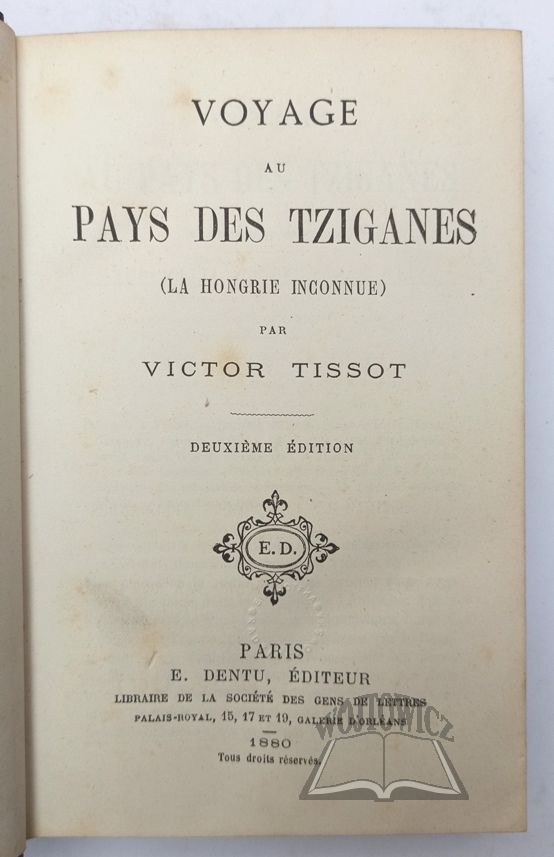 VOYAGE
AU
PAYS DES TZIGANES
(LA HONGRIE INCONNUE)
PAR
VICTOR TISSOT
DEUXIÈME ÉDITION
E. D.
PARIS
E. DENTU, ÉDITEUR
LIBRAIRE DE LA SOCIÉTÉ DES GENS DE LETTRES
PALAIS-ROYAL, 15, 17 ET 19, GALERIE D'ORLÉANS
1880
Tous droits réservés.
WOJTOWICZ